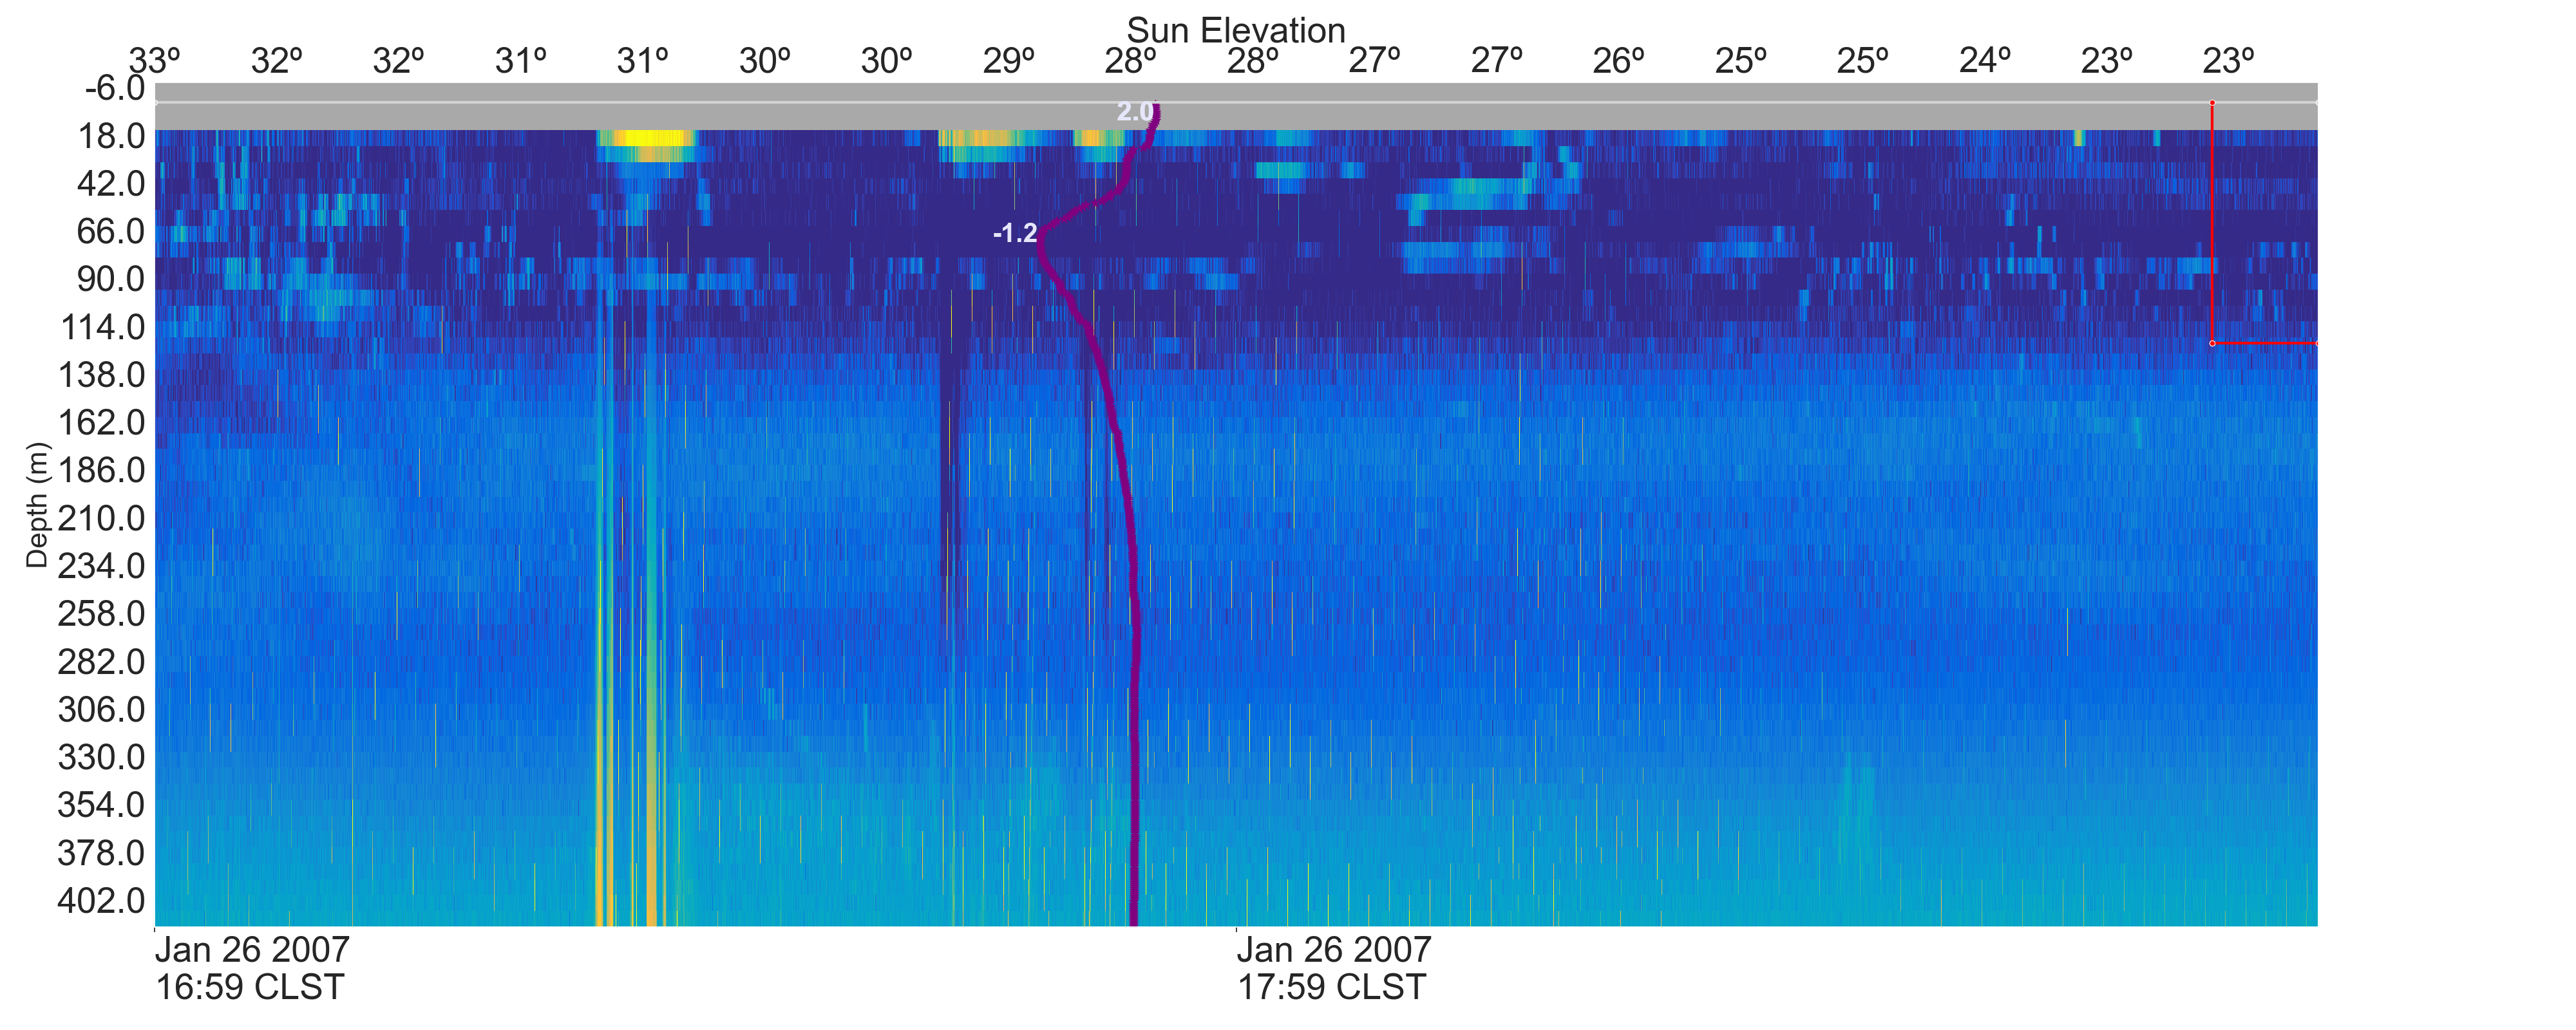 Sun Elevation
33º 32º 32º 31º 31º 30º 30º 29º 28º 28º 27º 27º 26º 25º 25º 24º 23º 23º
-6.0
2.0
18.0
42.0
66.0
-1.2
90.0
114.0
138.0
162.0
186.0
210.0
234.0
258.0
282.0
306.0
330.0
354.0
378.0
402.0
Depth (m)
Jan 26 2007
16:59 CLST
Jan 26 2007
17:59 CLST